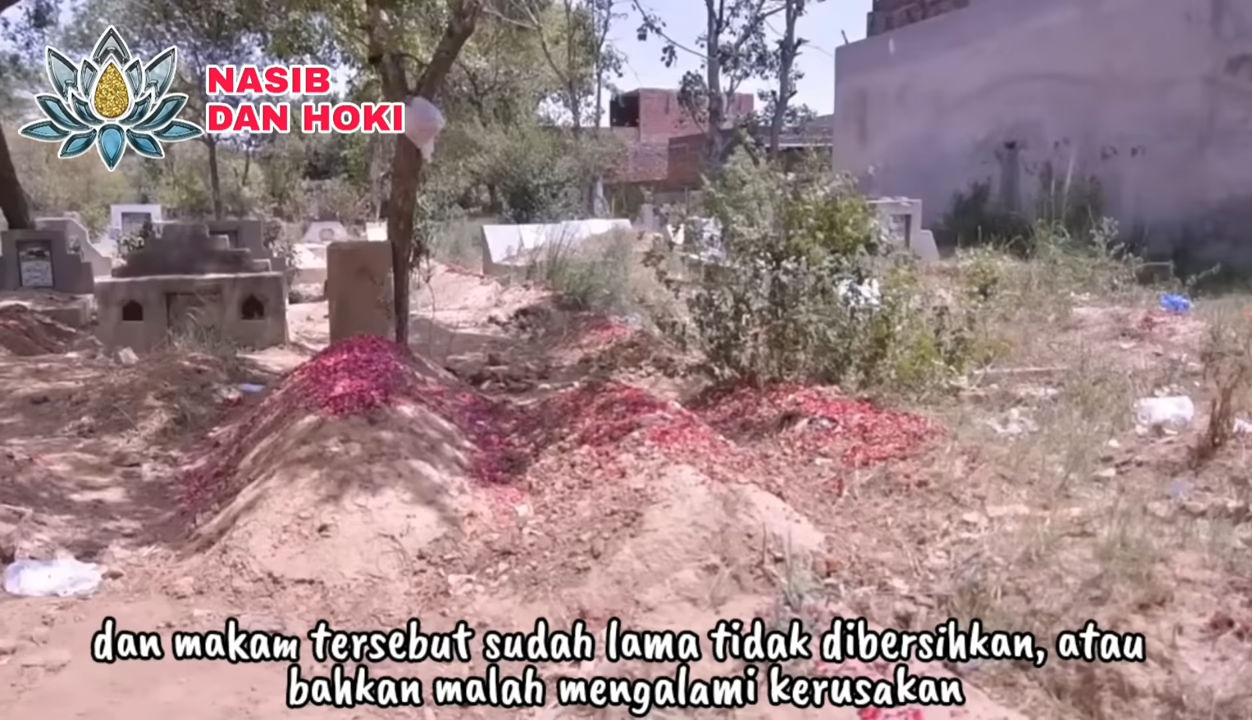 NASIB
DAN HOKI
dan makam tersebut sudah lama tidak dibersihkan, atau
bahkan malah mengalami kerusakan